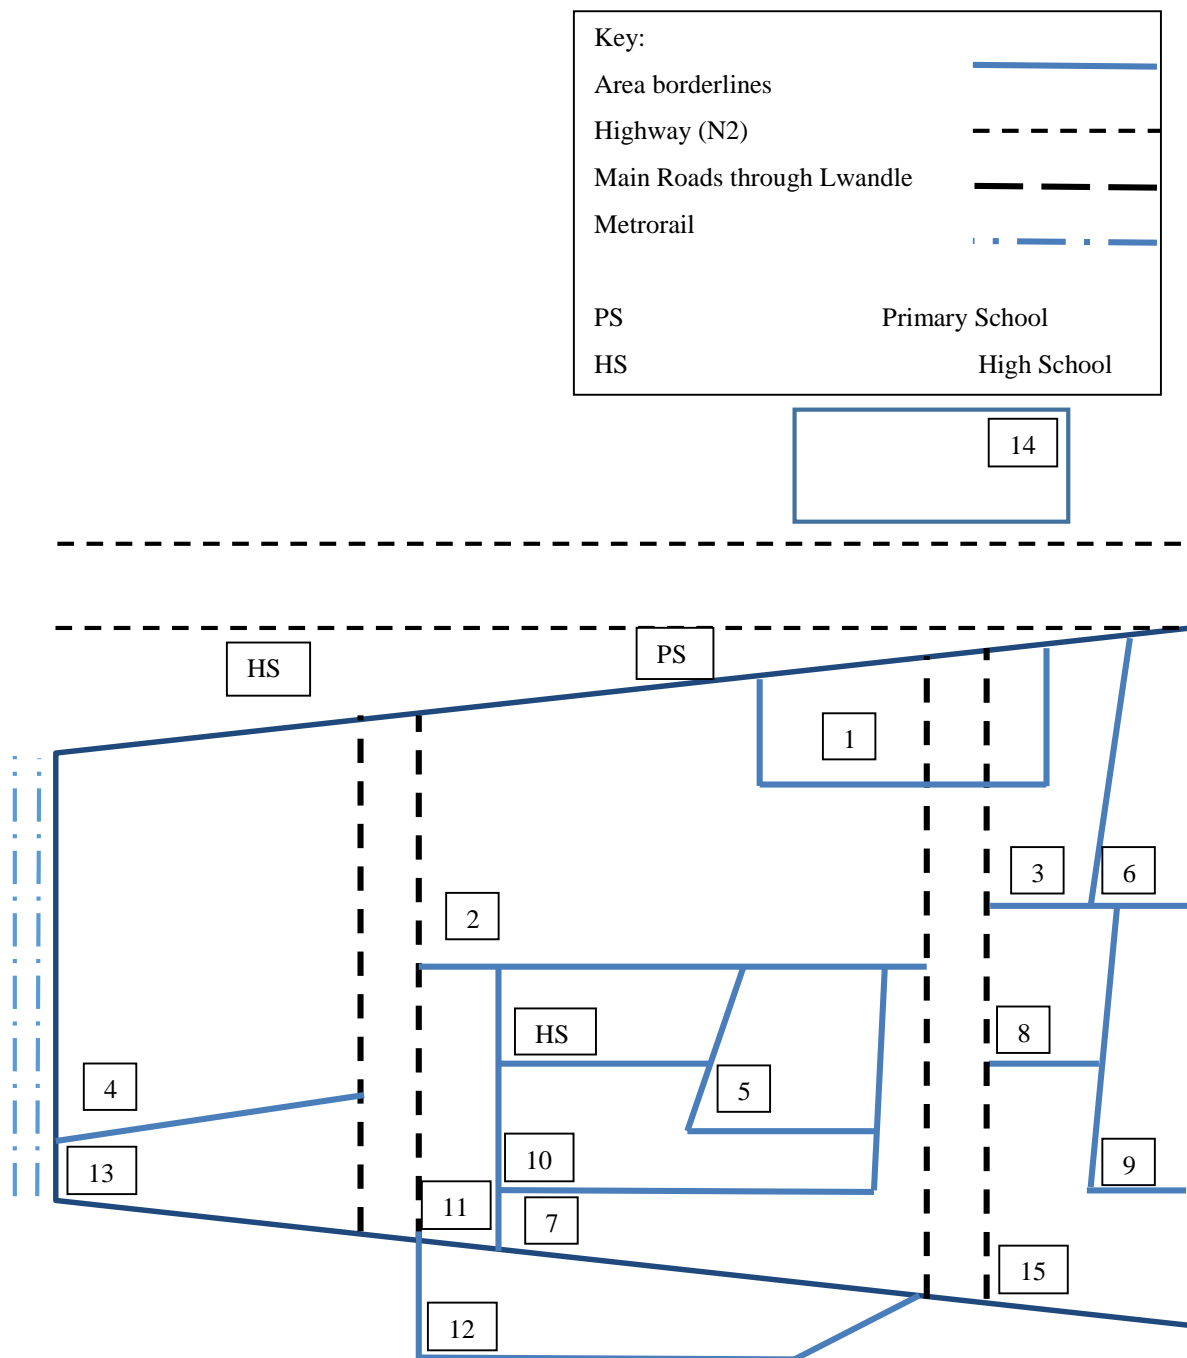 Key:
Area borderlines
Highway (N2)
Main Roads through Lwandle
Metrorail
PS Primary School
HS High School
14
HS
PS
1
3
6
2
HS
8
4
5
13
10
9
11
7
15
12